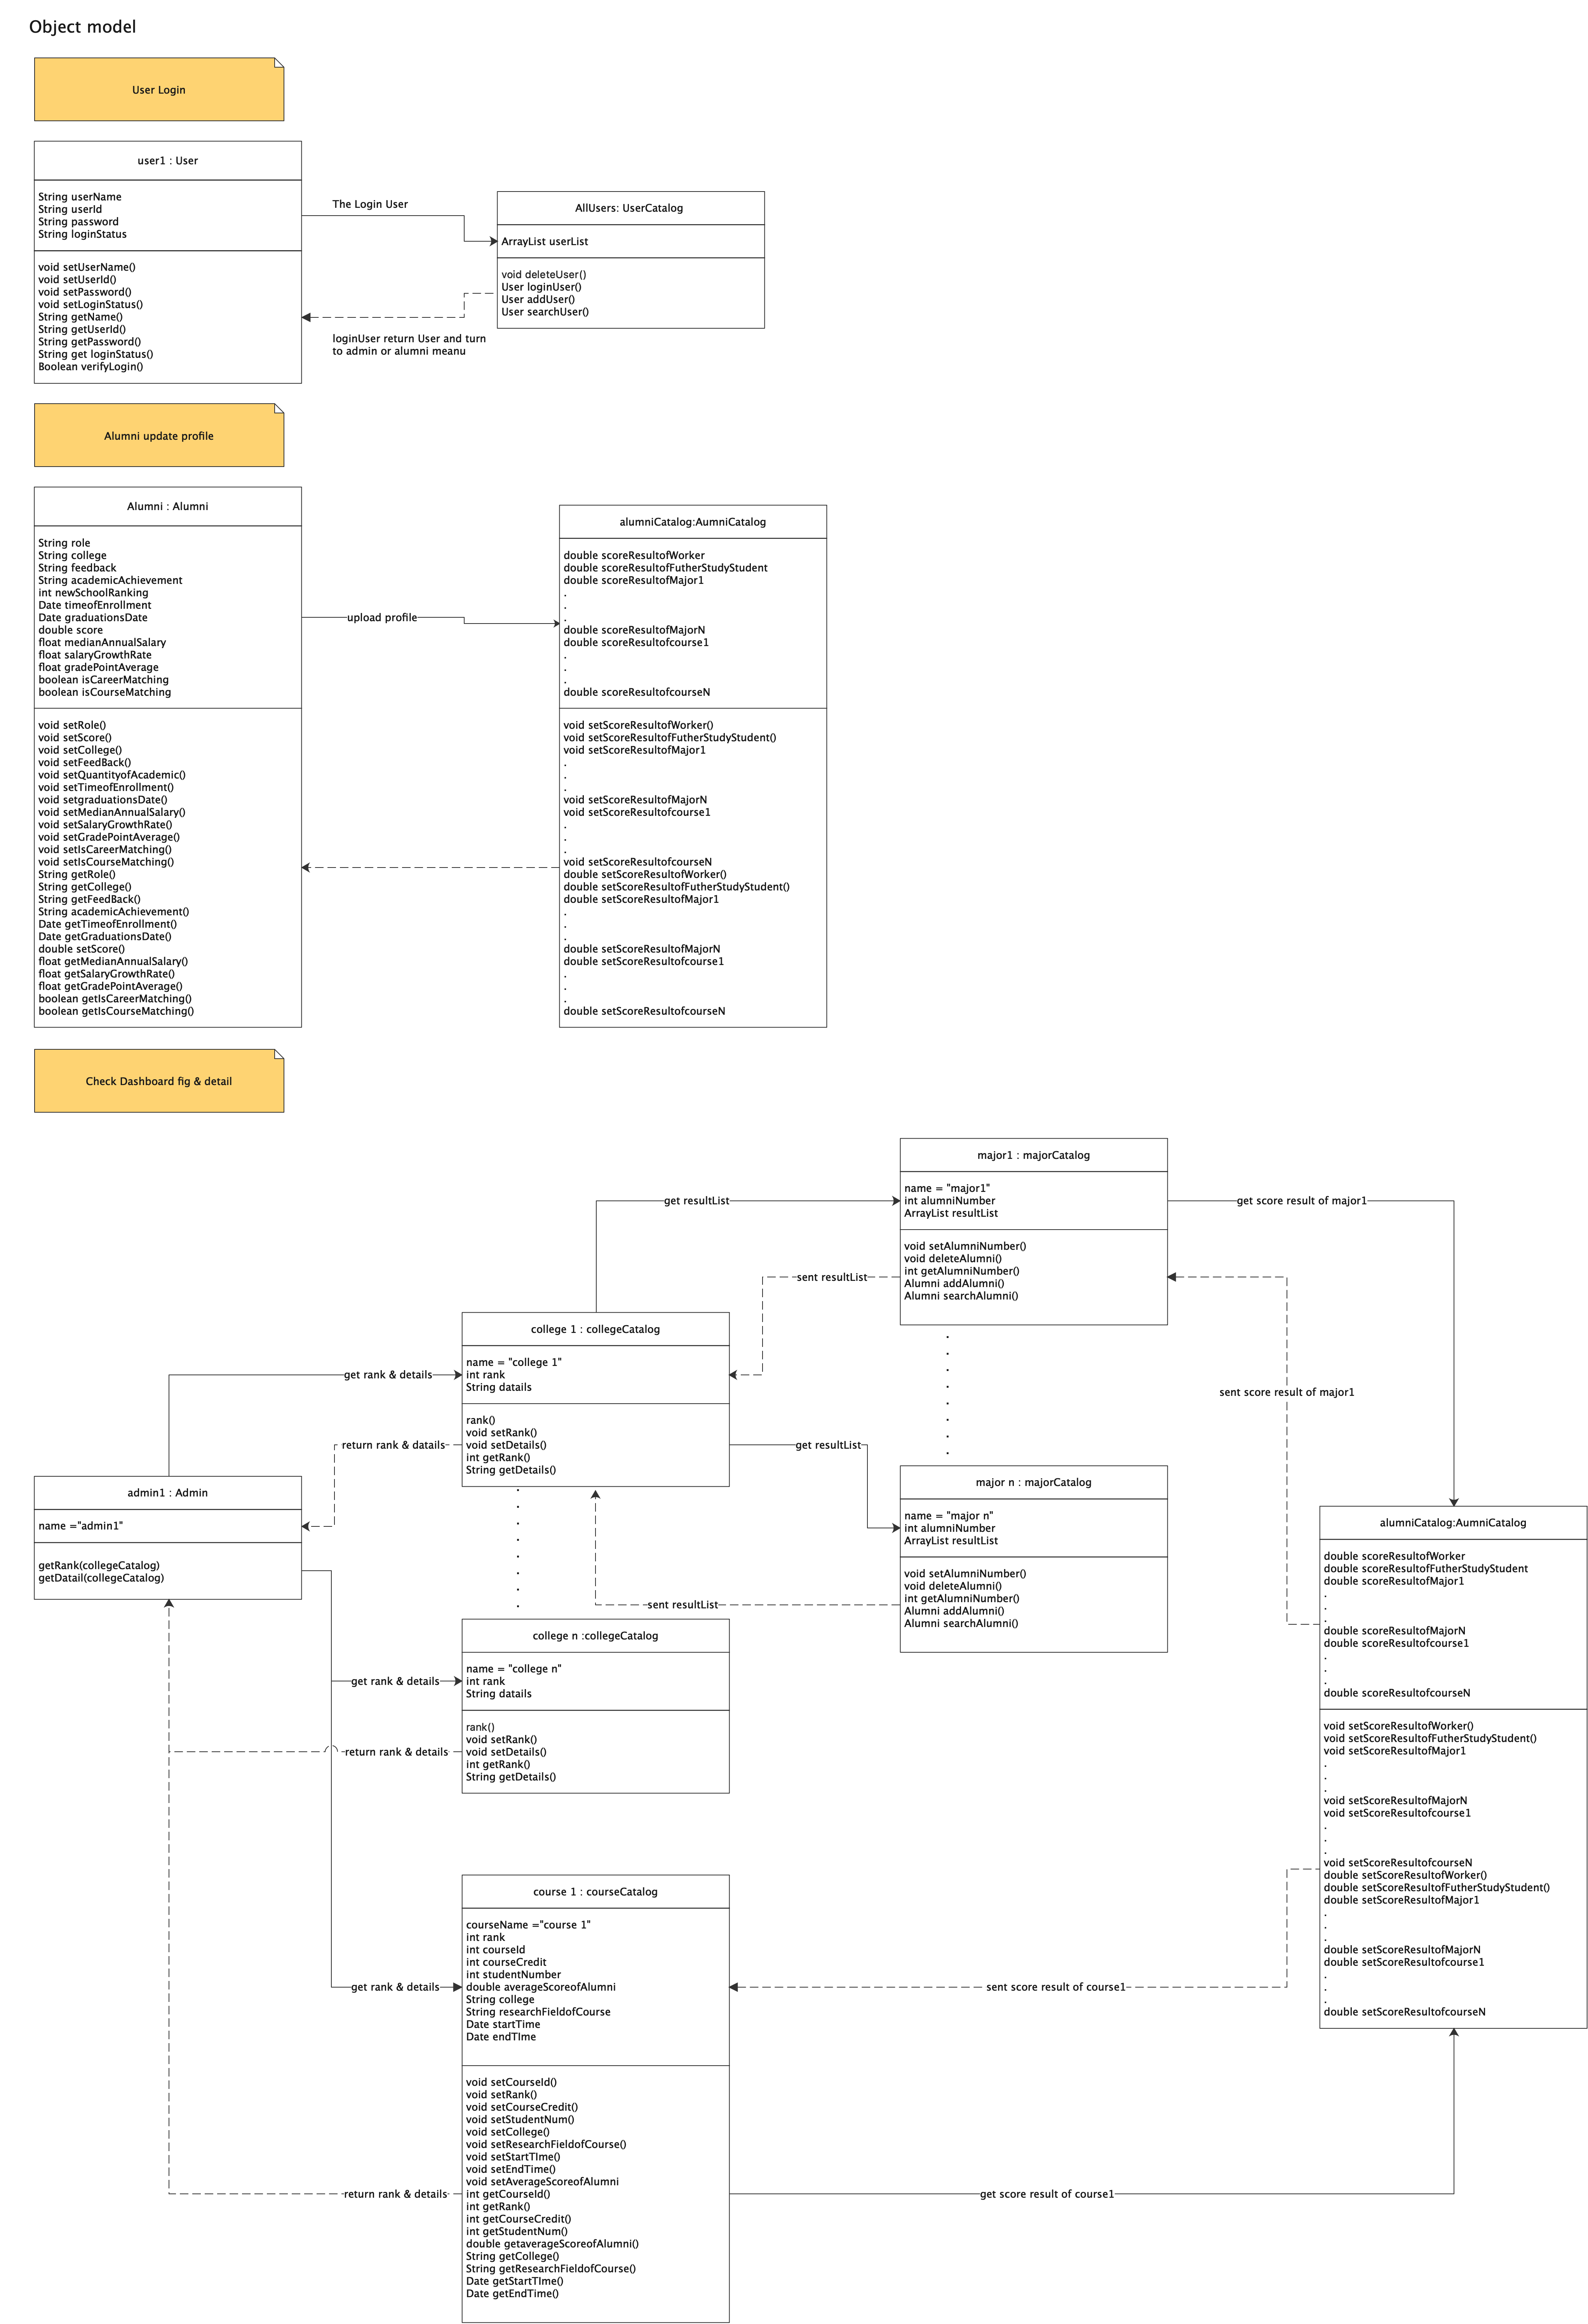 Object model
User Login
user1 : User
String userName
String userId
String password
String loginStatus
void setUserName()
void setUserId()
void setPassword()
void setLoginStatus()
String getName()
String getUserId()
String getPassword()
String get loginStatus()
Boolean verifyLogin()
The Login User
AllUsers: UserCatalog
ArrayList userList
void deleteUser()
User loginUser()
User addUser()
User searchUser()
loginUser return User and turn
to admin or alumni meanu
Alumni update profile
Alumni : Alumni
String role
String college
String feedback
String academicAchievement
int newSchoolRanking
Date timeofEnrollment
Date graduationsDate
double score
float medianAnnualSalary
float salaryGrowthRate
float gradePointAverage
boolean isCareerMatching
boolean isCourseMatching
void setRole()
void setScore()
void setCollege()
void setFeedBack()
void setQuantityofAcademic()
void setTimeofEnrollment()
void setgraduationsDate()
void setMedianAnnualSalary()
void setSalaryGrowthRate()
void setGradePointAverage()
void setIsCareerMatching()
void setIsCourseMatching()
String getRole()
String getCollege()
String getFeedBack()
String academicAchievement()
Date getTimeofEnrollment()
Date getGraduationsDate()
double setScore()
float getMedianAnnualSalary()
float getSalaryGrowthRate()
float getGradePointAverage()
boolean getIsCareerMatching()
boolean getIsCourseMatching()
upload profile
alumniCatalog:AumniCatalog
double scoreResultofWorker
double scoreResultofFutherStudyStudent
double scoreResultofMajor1
.
.
.
double scoreResultofMajorN
double scoreResultofcourse1
.
.
.
double scoreResultofcourseN
void setScoreResultofWorker()
void setScoreResultofFutherStudyStudent()
void setScoreResultofMajor1
.
.
.
void setScoreResultofMajorN
void setScoreResultofcourse1
.
.
.
void setScoreResultofcourseN
double setScoreResultofWorker()
double setScoreResultofFutherStudyStudent()
double setScoreResultofMajor1
.
.
.
double setScoreResultofMajorN
double setScoreResultofcourse1
.
.
.
double setScoreResultofcourseN
Check Dashboard fig & detail
major1 : majorCatalog
name = "major1"
int alumniNumber
ArrayList resultList
void setAlumniNumber()
void deleteAlumni()
int getAlumniNumber()
Alumni addAlumni()
Alumni searchAlumni()
get resultList
get score result of major1
sent resultList
college 1 : collegeCatalog
name = "college 1"
int rank
String datails
rank()
void setRank()
void setDetails()
int getRank()
String getDetails()
get rank & details
return rank & datails
get resultList
sent score result of major1
major n : majorCatalog
name = "major n"
int alumniNumber
ArrayList resultList
void setAlumniNumber()
void deleteAlumni()
int getAlumniNumber()
Alumni addAlumni()
Alumni searchAlumni()
sent resultList
admin1 : Admin
name ="admin1"
getRank(collegeCatalog)
getDatail(collegeCatalog)
college n :collegeCatalog
name = "college n"
int rank
String datails
rank()
void setRank()
void setDetails()
int getRank()
String getDetails()
get rank & details
return rank & details
alumniCatalog:AumniCatalog
double scoreResultofWorker
double scoreResultofFutherStudyStudent
double scoreResultofMajor1
.
.
.
double scoreResultofMajorN
double scoreResultofcourse1
.
.
.
double scoreResultofcourseN
void setScoreResultofWorker()
void setScoreResultofFutherStudyStudent()
void setScoreResultofMajor1
.
.
.
void setScoreResultofMajorN
void setScoreResultofcourse1
.
.
.
void setScoreResultofcourseN
double setScoreResultofWorker()
double setScoreResultofFutherStudyStudent()
double setScoreResultofMajor1
.
.
.
double setScoreResultofMajorN
double setScoreResultofcourse1
.
.
.
double setScoreResultofcourseN
course 1 : courseCatalog
courseName ="course 1"
int rank
int courseId
int courseCredit
int studentNumber
double averageScoreofAlumni
String college
String researchFieldofCourse
Date startTime
Date endTIme
void setCourseId()
void setRank()
void setCourseCredit()
void setStudentNum()
void setCollege()
void setResearchFieldofCourse()
void setStartTIme()
void setEndTime()
void setAverageScoreofAlumni
int getCourseId()
int getRank()
int getCourseCredit()
int getStudentNum()
double getaverageScoreofAlumni()
String getCollege()
String getResearchFieldofCourse()
Date getStartTIme()
Date getEndTime()
get rank & details
sent score result of course1
return rank & details
get score result of course1